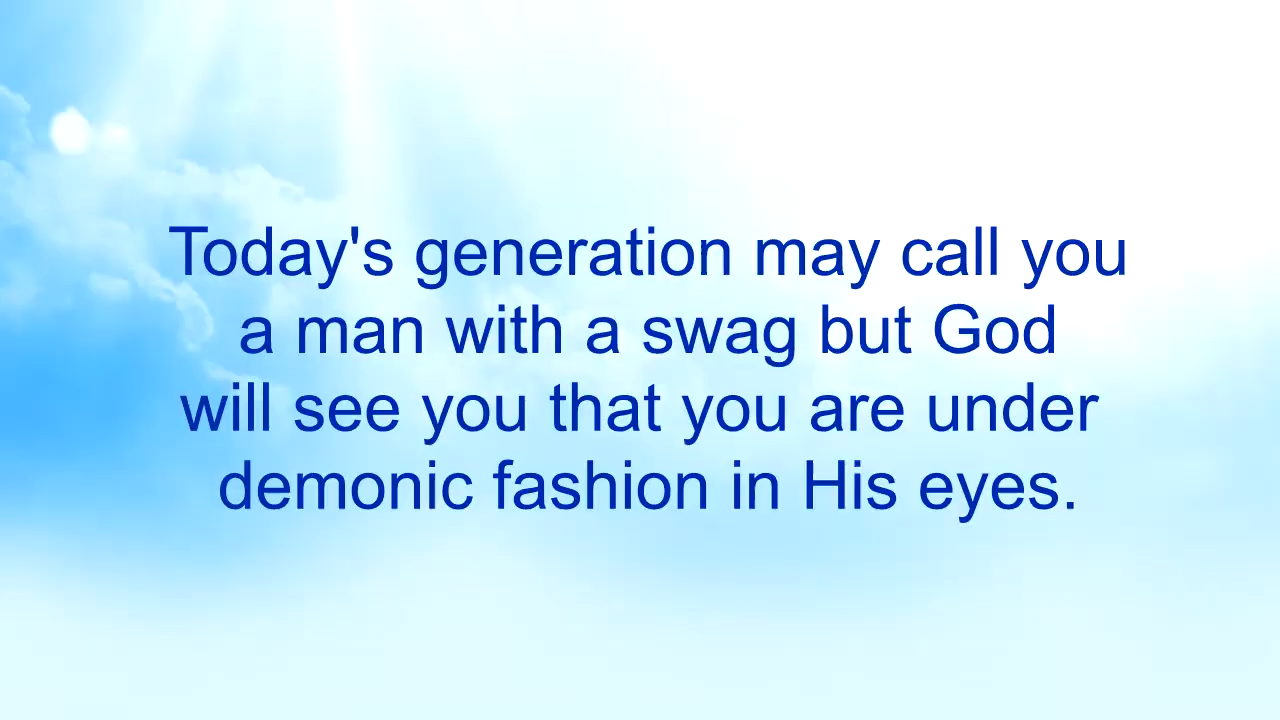 Today's generation may call you
a man with a swag but God
will see you that you are under
demonic fashion in His eyes.